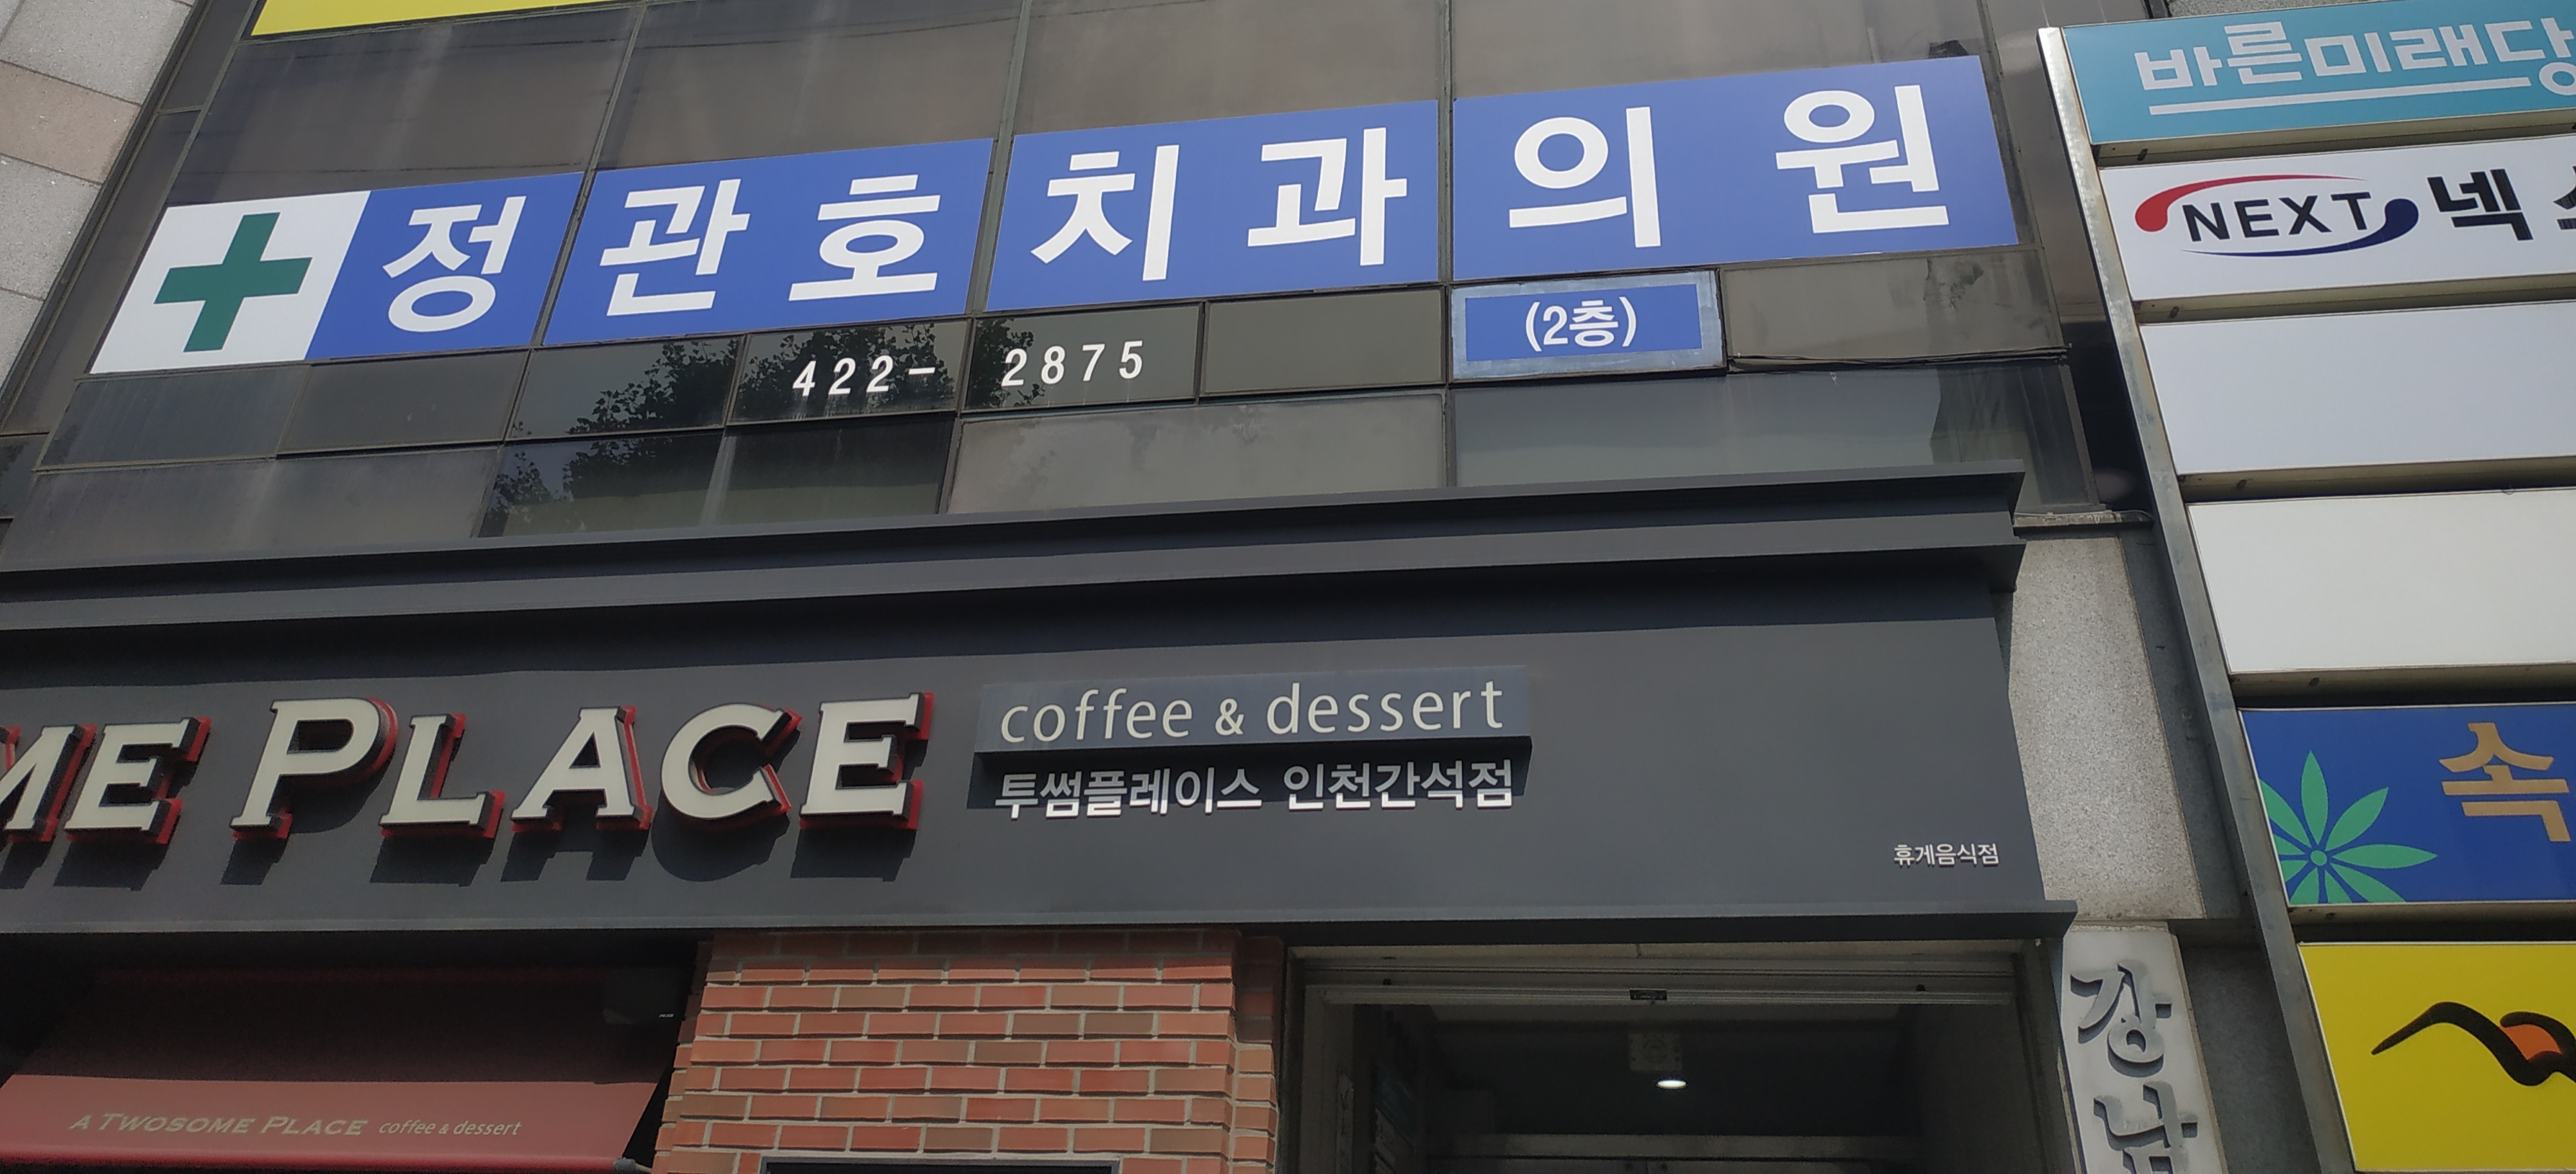 바른미래당
NEXT 넥
정관호치과의원
(2층)
422-2875
ME PLACE
coffee & dessert
투썸플레이스 인천간석점
휴게음식점
속
강남
A TWOSOME PLACE coffee & dessert